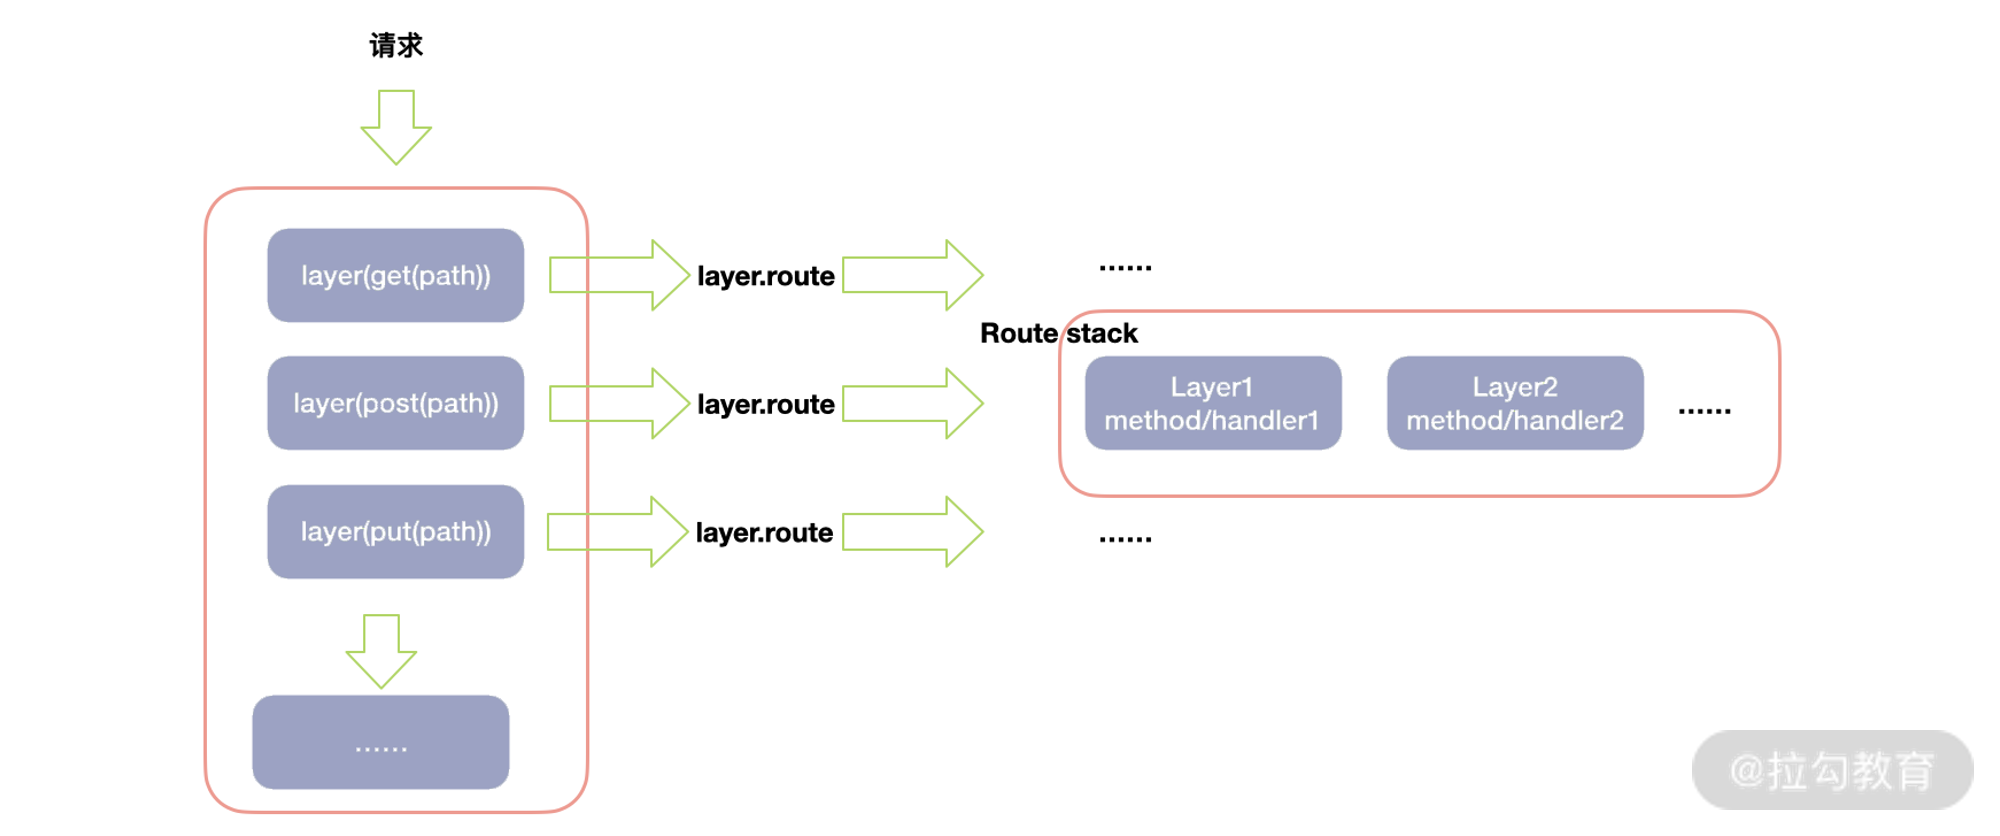 请求
layer(get(path))
layer.route
......
Route stack
layer(post(path))
layer.route
Layer1
method/handler1
Layer2
method/handler2
......
layer(put(path))
layer.route
......
......
@拉勾教育